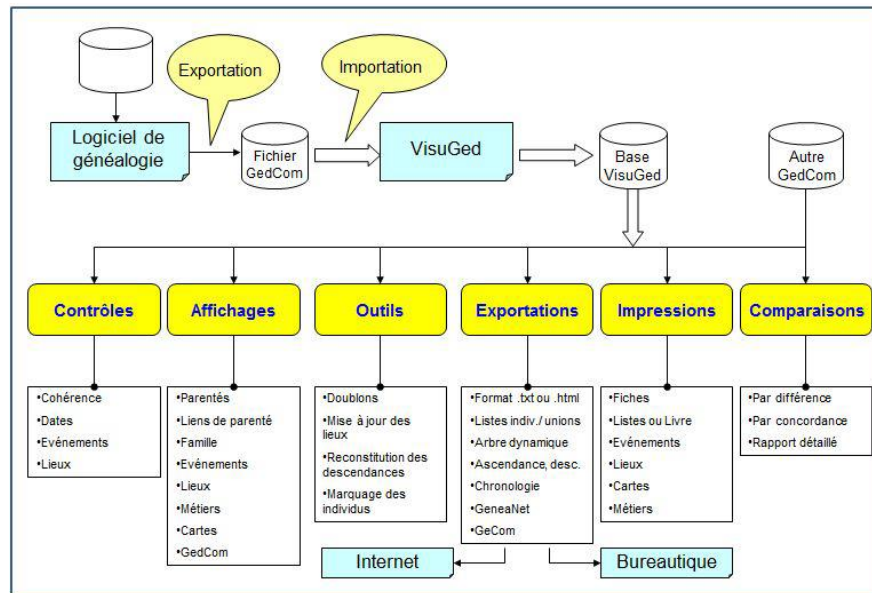 Exportation
Importation
Logiciel de
généalogie
Fichier
GedCom
VisuGed
Base
VisuGed
Autre
GedCom
Contrôles
Affichages
Outils
Exportations
Impressions
Comparaisons
•Cohérence
•Dates
•Evénements
•Lieux
•Parentés
•Liens de parenté
•Famille
•Evénements
•Lieux
•Métiers
•Cartes
•GedCom
•Doublons
•Mise à jour des
lieux
•Reconstitution des
descendances
•Marquage des
individus
•Format .txt ou .html
•Listes indiv./ unions
•Arbre dynamique
•Ascendance, desc.
•Chronologie
•GeneaNet
•GeCom
•Fiches
•Listes ou Livre
•Evénements
•Lieux
•Cartes
•Métiers
•Par différence
•Par concordance
•Rapport détaillé
Internet
Bureautique